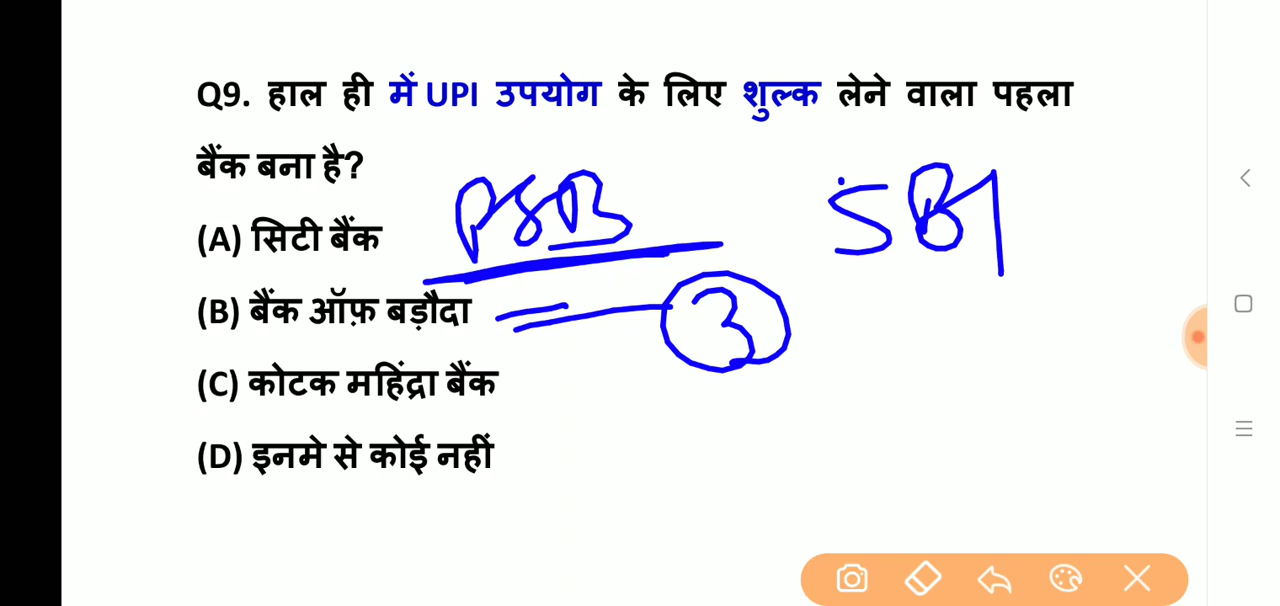 Q9. हाल ही में UPI उपयोग के लिए शुल्क लेने वाला पहला
बैंक बना है?
PSB
SBI
(A) सिटी बैंक
(B) बैंक ऑफ़ बड़ौदा
3
(C) कोटक महिंद्रा बैंक
(D) इनमे से कोई नहीं